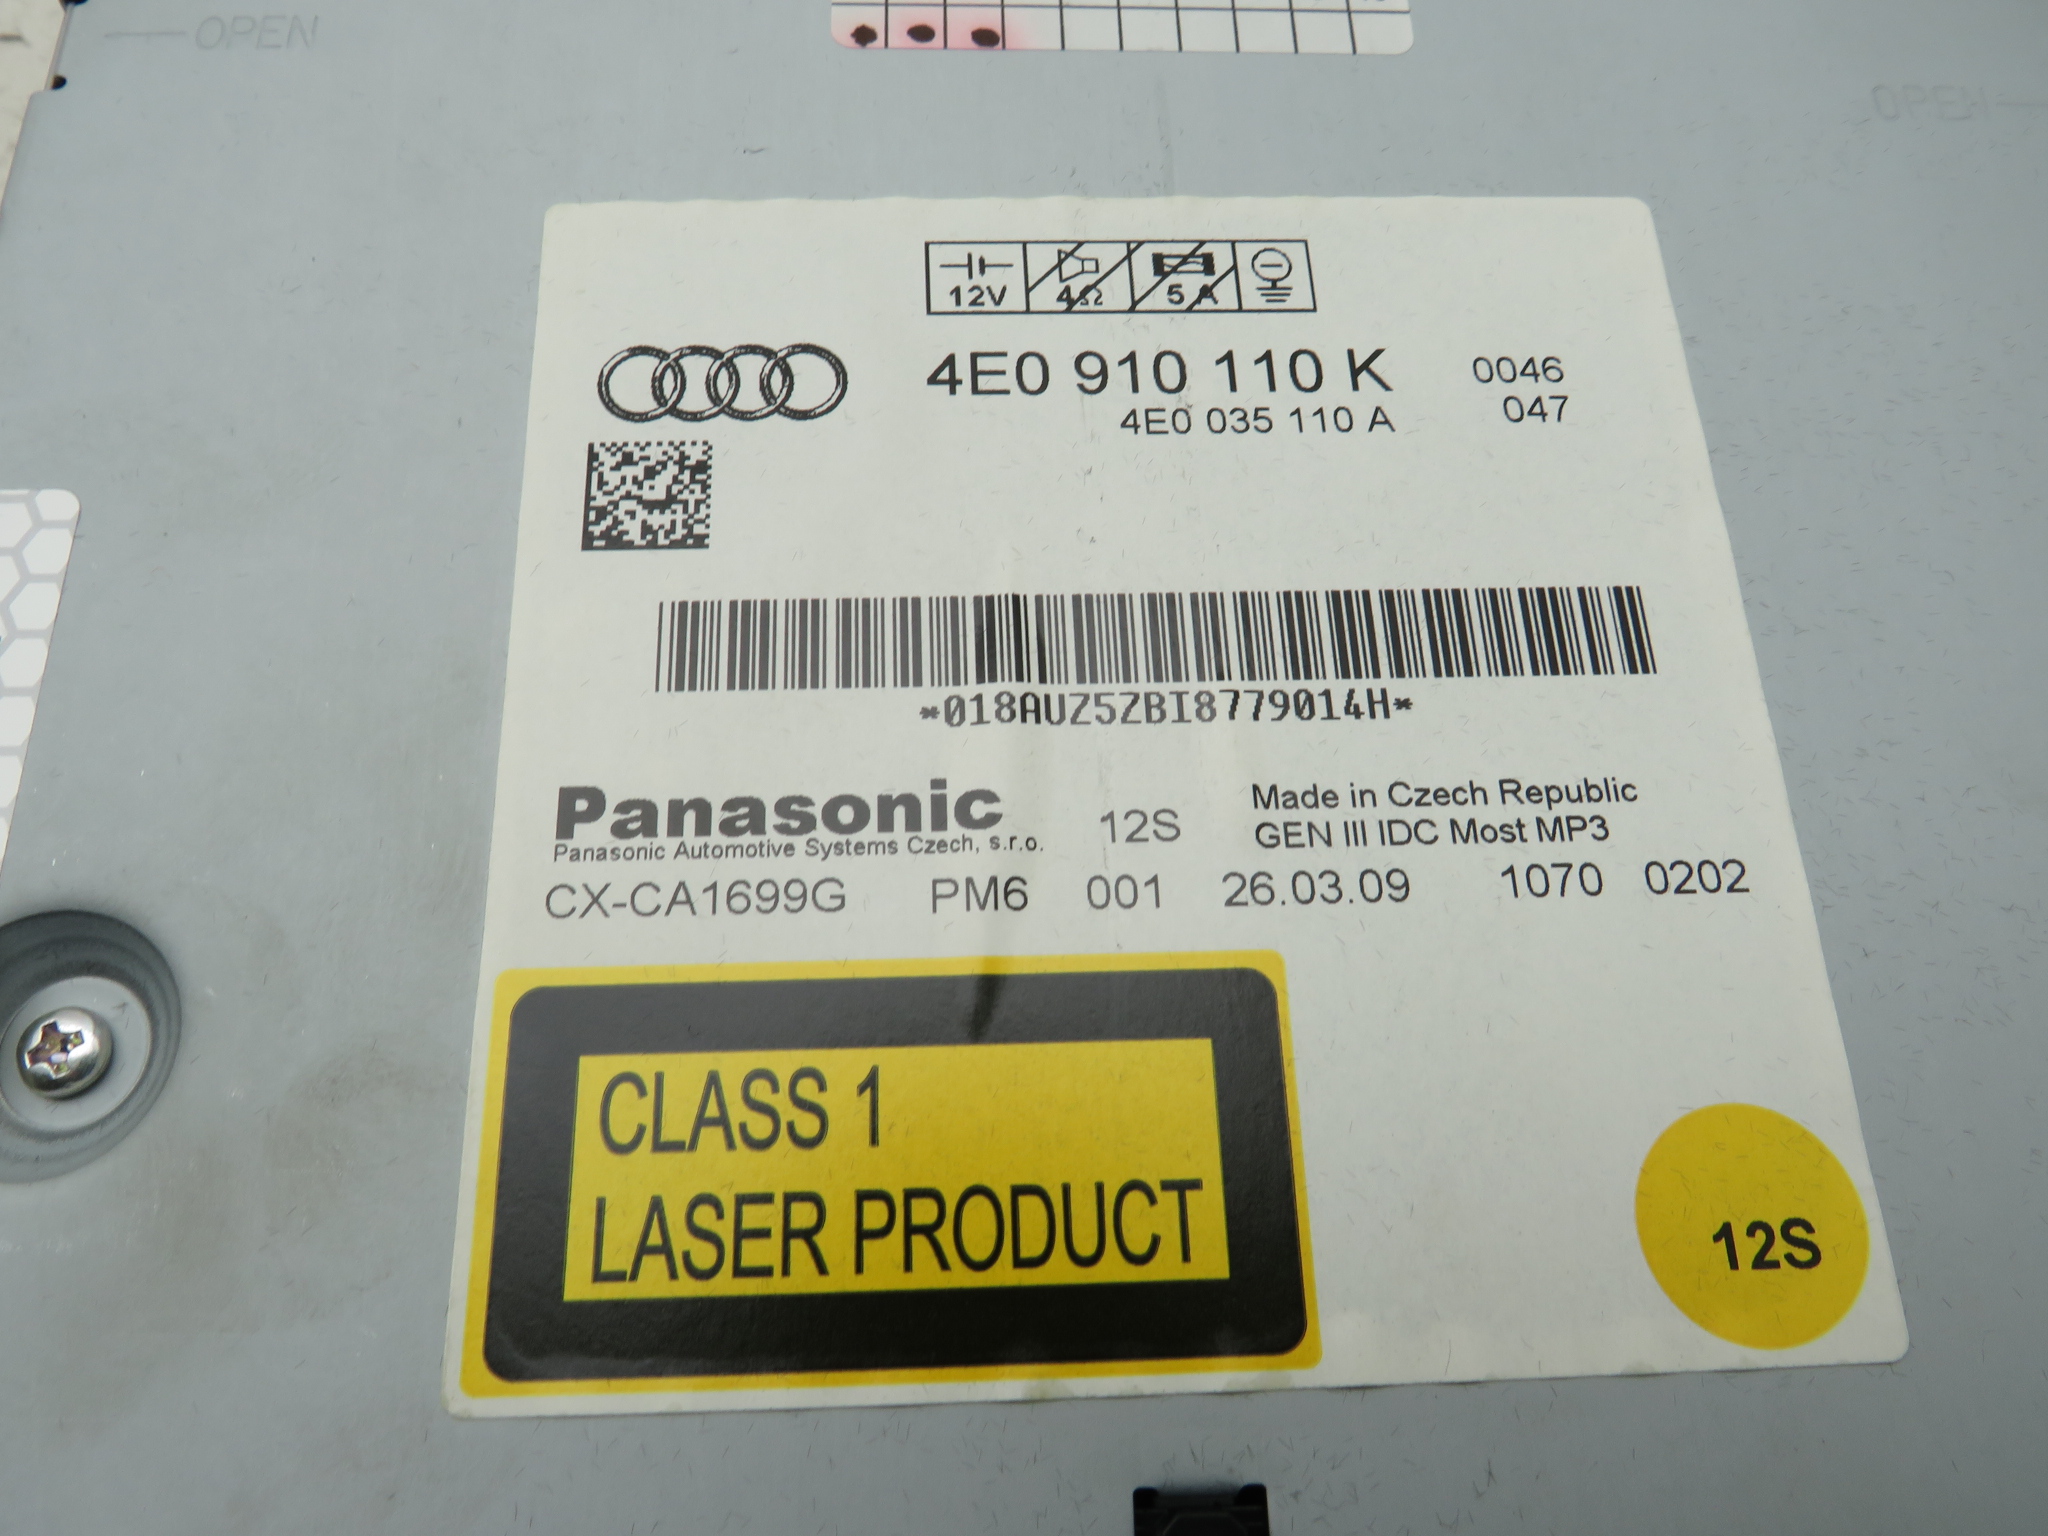 OPEN
OPEN
12V 4Ω 5 A
4E0 910 110 K 0046
4E0 035 110 A 047
*018AUZ5ZBI8779014H*
Panasonic 12S Made in Czech Republic
Panasonic Automotive Systems Czech, s.r.o. GEN III IDC Most MP3
CX-CA1699G PM6 001 26.03.09 1070 0202
CLASS 1
LASER PRODUCT
12S